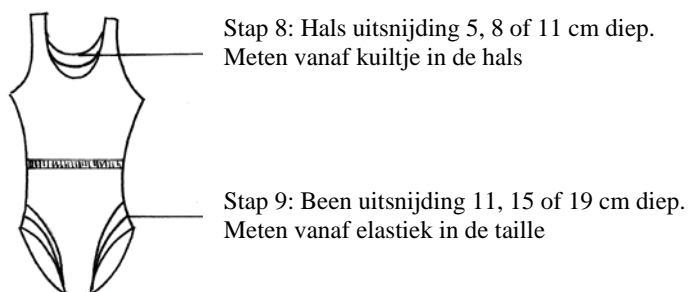 Stap 8: Hals uitsnijding 5, 8 of 11 cm diep.
Meten vanaf kuiltje in de hals
Stap 9: Been uitsnijding 11, 15 of 19 cm diep.
Meten vanaf elastiek in de taille